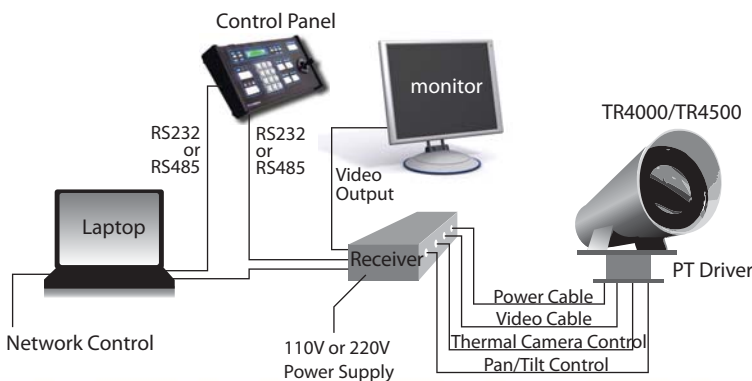 Control Panel
monitor
TR4000/TR4500
RS232
or
RS485
RS232
or
RS485
Video
Output
Laptop
Receiver
PT Driver
Power Cable
Video Cable
Thermal Camera Control
Pan/Tilt Control
Network Control
110V or 220V
Power Supply